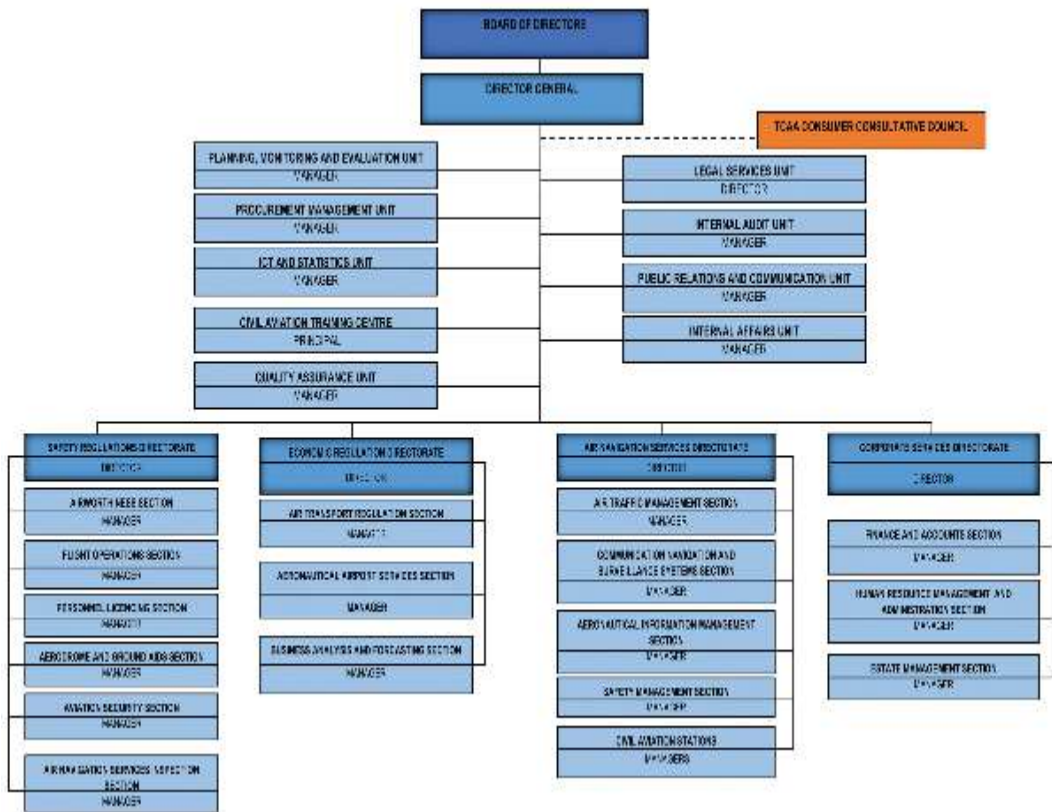 BOARD OF DIRECTORS
DIRECTOR GENERAL
TCAA CONSUMER CONSULTATIVE COUNCIL
PLANNING, MONITORING AND EVALUATION UNIT
MANAGER
LEGAL SERVICES UNIT
DIRECTOR
PROCUREMENT MANAGEMENT UNIT
MANAGER
INTERNAL AUDIT UNIT
MANAGER
ICT AND STATISTICS UNIT
MANAGER
PUBLIC RELATIONS AND COMMUNICATION UNIT
MANAGER
CIVIL AVIATION TRAINING CENTRE
PRINCIPAL
INTERNAL AFFAIRS UNIT
MANAGER
QUALITY ASSURANCE UNIT
MANAGER
SAFETY REGULATIONS DIRECTORATE
DIRECTOR
AIRWORTHNESS SECTION
MANAGER
FLIGHT OPERATIONS SECTION
MANAGER
PERSONNEL LICENCING SECTION
MANAGER
AERODROME AND GROUND AIDS SECTION
MANAGER
AVIATION SECURITY SECTION
MANAGER
AIR NAVIGATION SERVICES INSPECTION
SECTION
MANAGER
ECONOMIC REGULATION DIRECTORATE
DIRECTOR
AIR TRANSPORT REGULATION SECTION
MANAGER
AERONAUTICAL AIRPORT SERVICES SECTION
MANAGER
BUSINESS ANALYSIS AND FORECASTING SECTION
MANAGER
AIR NAVIGATION SERVICES DIRECTORATE
DIRECTOR
AIR TRAFFIC MANAGEMENT SECTION
MANAGER
COMMUNICATION NAVIGATION AND
SURVEILLANCE SYSTEMS SECTION
MANAGER
AERONAUTICAL INFORMATION MANAGEMENT
SECTION
MANAGER
SAFETY MANAGEMENT SECTION
MANAGER
CIVIL AVIATION STATIONS
MANAGERS
CORPORATE SERVICES DIRECTORATE
DIRECTOR
FINANCE AND ACCOUNTS SECTION
MANAGER
HUMAN RESOURCE MANAGEMENT AND
ADMINISTRATION SECTION
MANAGER
ESTATE MANAGEMENT SECTION
MANAGER